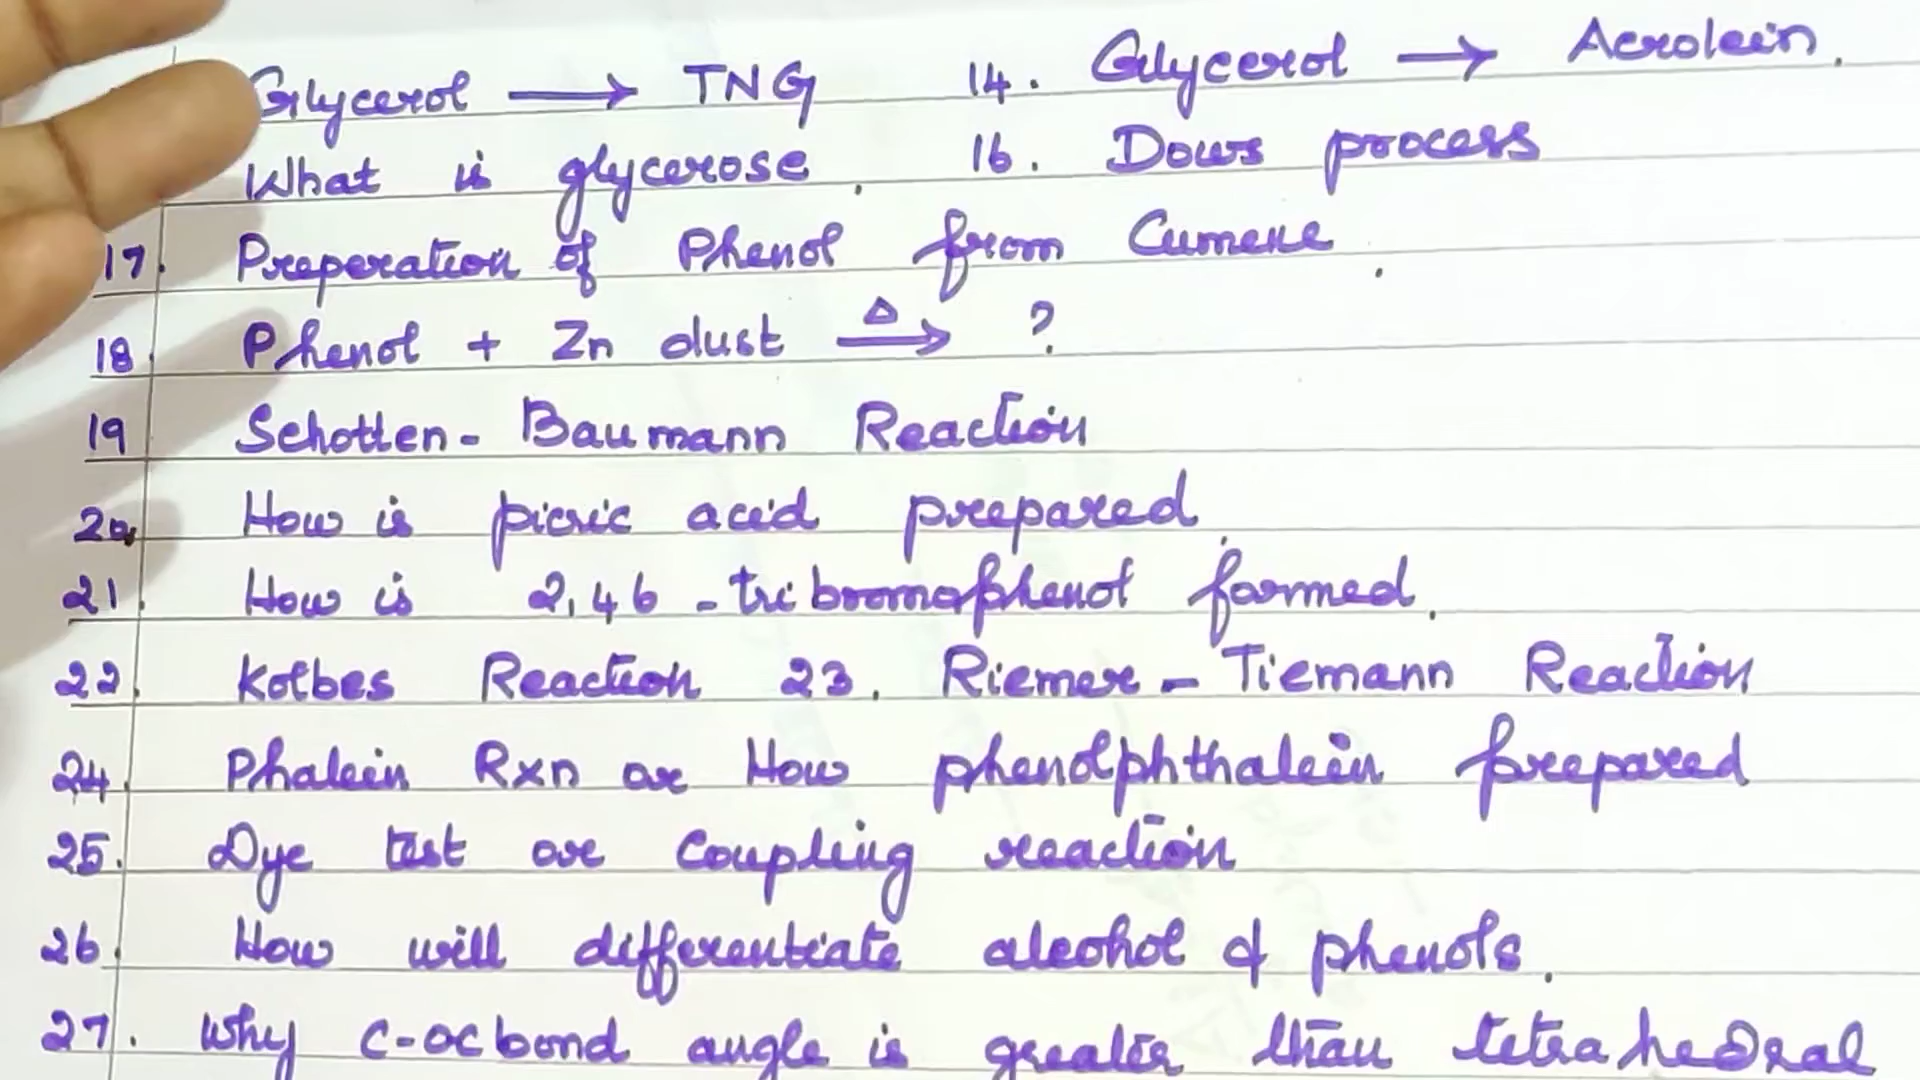 Glycerol → TNG 14. Glycerol → Acrolein.
What is glycerose. 16. Dows process
17. Preperation of Phenol from Cumene.
18. Phenol + Zn dust Δ→ ?
19 Schotten - Baumann Reaction
20. How is picric acid prepared.
21. How is 2,46 - tribromophenol formed.
22. Kolbes Reaction 23. Riemer - Tiemann Reaction
24. Phalein Rxn or How phenolphthalein prepared
25. Dye test or Coupling reaction
26. How will differentiate alcohol & phenols.
27. Why C-OC bond angle is greater than tetrahedral